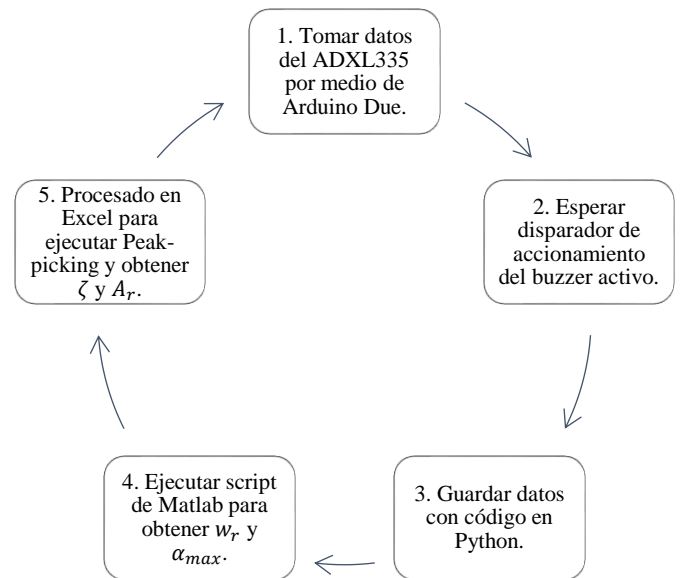 1. Tomar datos
del ADXL335
por medio de
Arduino Due.
2. Esperar
disparador de
accionamiento
del buzzer activo.
3. Guardar datos
con código en
Python.
4. Ejecutar script
de Matlab para
obtener w_r y
α_{max}.
5. Procesado en
Excel para
ejecutar Peak-
picking y obtener
ζ y A_r.